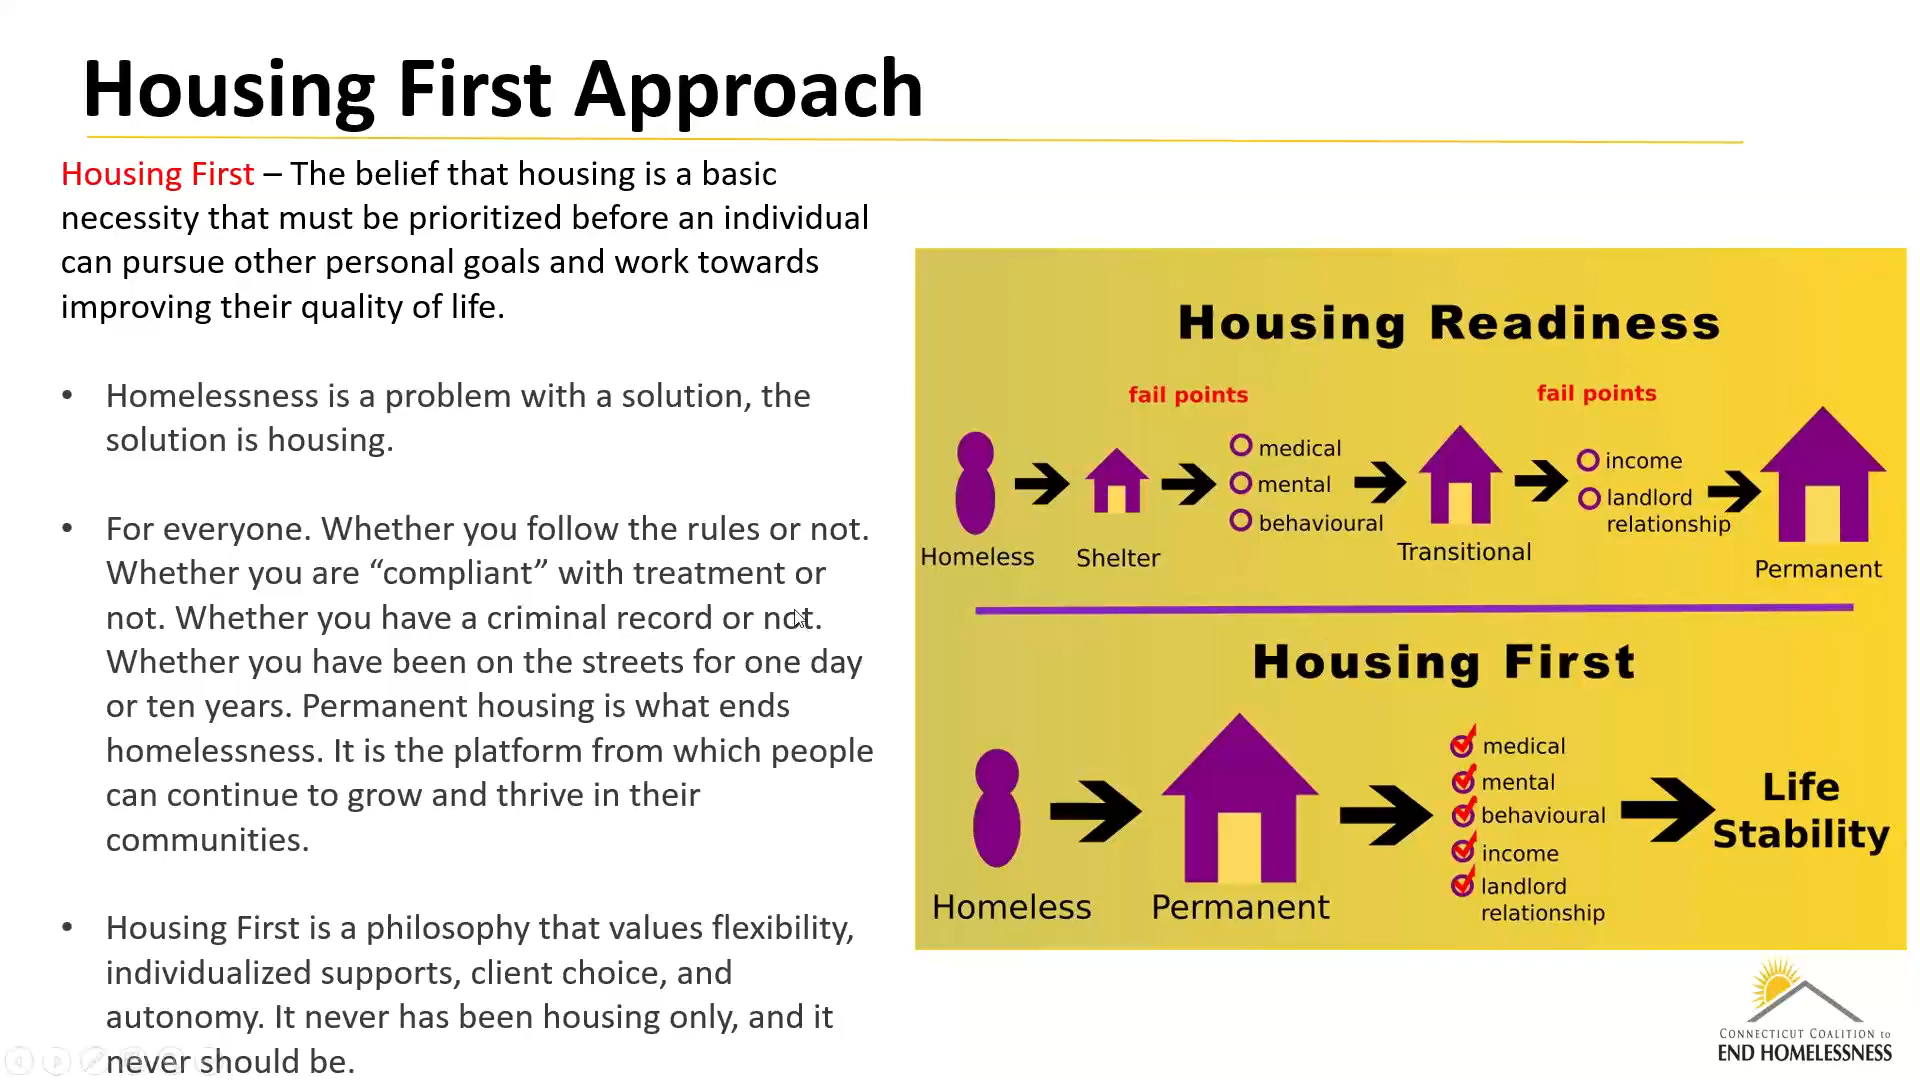 Housing First Approach
Housing First – The belief that housing is a basic
necessity that must be prioritized before an individual
can pursue other personal goals and work towards
improving their quality of life.
• Homelessness is a problem with a solution, the
solution is housing.
• For everyone. Whether you follow the rules or not.
Whether you are “compliant” with treatment or
not. Whether you have a criminal record or not.
Whether you have been on the streets for one day
or ten years. Permanent housing is what ends
homelessness. It is the platform from which people
can continue to grow and thrive in their
communities.
• Housing First is a philosophy that values flexibility,
individualized supports, client choice, and
autonomy. It never has been housing only, and it
never should be.
Housing Readiness
fail points
fail points
medical
mental
behavioural
income
landlord
relationship
Homeless
Shelter
Transitional
Permanent
Housing First
medical
mental
behavioural
income
landlord
relationship
Life
Stability
Homeless
Permanent
CONNECTICUT COALITION TO
END HOMELESSNESS